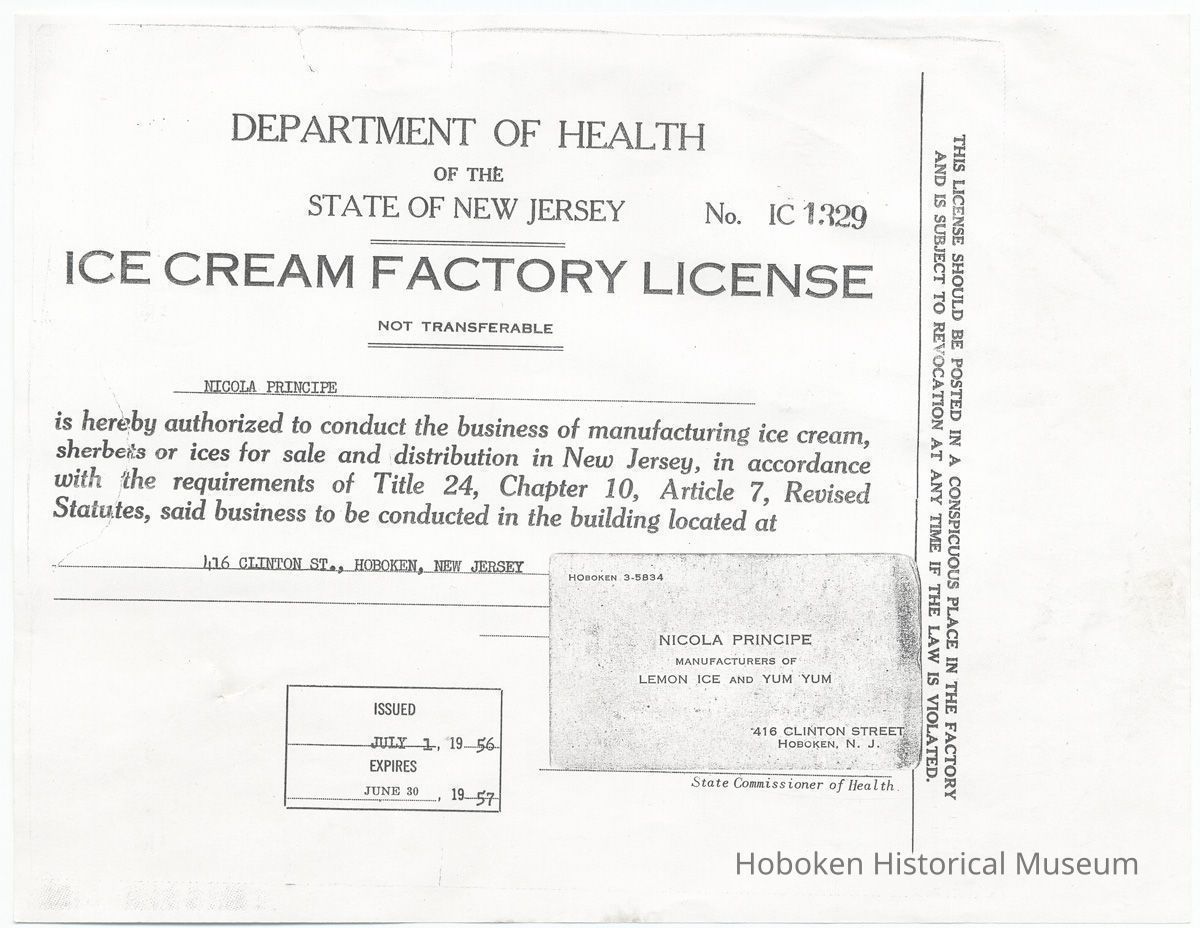 DEPARTMENT OF HEALTH
OF THE
STATE OF NEW JERSEY
No. IC 1329
ICE CREAM FACTORY LICENSE
NOT TRANSFERABLE
NICOLA PRINCIPE
is hereby authorized to conduct the business of manufacturing ice cream,
sherbets or ices for sale and distribution in New Jersey, in accordance
with the requirements of Title 24, Chapter 10, Article 7, Revised
Statutes, said business to be conducted in the building located at
416 CLINTON ST., HOBOKEN, NEW JERSEY
HOBOKEN 3-5834
NICOLA PRINCIPE
MANUFACTURERS OF
LEMON ICE AND YUM YUM
416 CLINTON STREET
HOBOKEN, N. J.
ISSUED
JULY 1, 19 56
EXPIRES
JUNE 30, 19 57
State Commissioner of Health
THIS LICENSE SHOULD BE POSTED IN A CONSPICUOUS PLACE IN THE FACTORY
AND IS SUBJECT TO REVOCATION AT ANY TIME IF THE LAW IS VIOLATED.
Hoboken Historical Museum